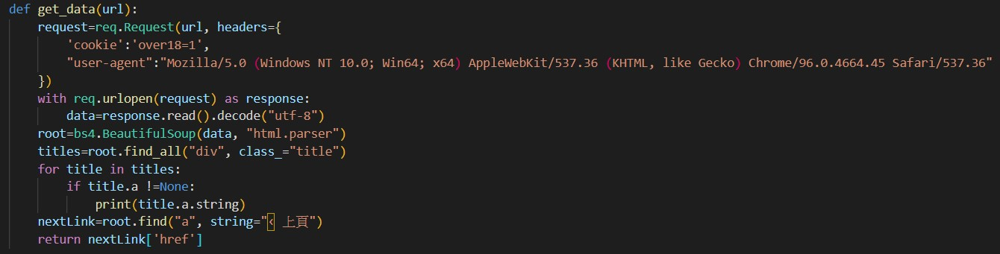 def get_data(url):
    request=req.Request(url, headers={
        'cookie':'over18=1',
        "user-agent":"Mozilla/5.0 (Windows NT 10.0; Win64; x64) AppleWebKit/537.36 (KHTML, like Gecko) Chrome/96.0.4664.45 Safari/537.36"
    })
    with req.urlopen(request) as response:
        data=response.read().decode("utf-8")
    root=bs4.BeautifulSoup(data, "html.parser")
    titles=root.find_all("div", class_="title")
    for title in titles:
        if title.a !=None:
            print(title.a.string)
    nextLink=root.find("a", string="‹ 上頁")
    return nextLink['href']